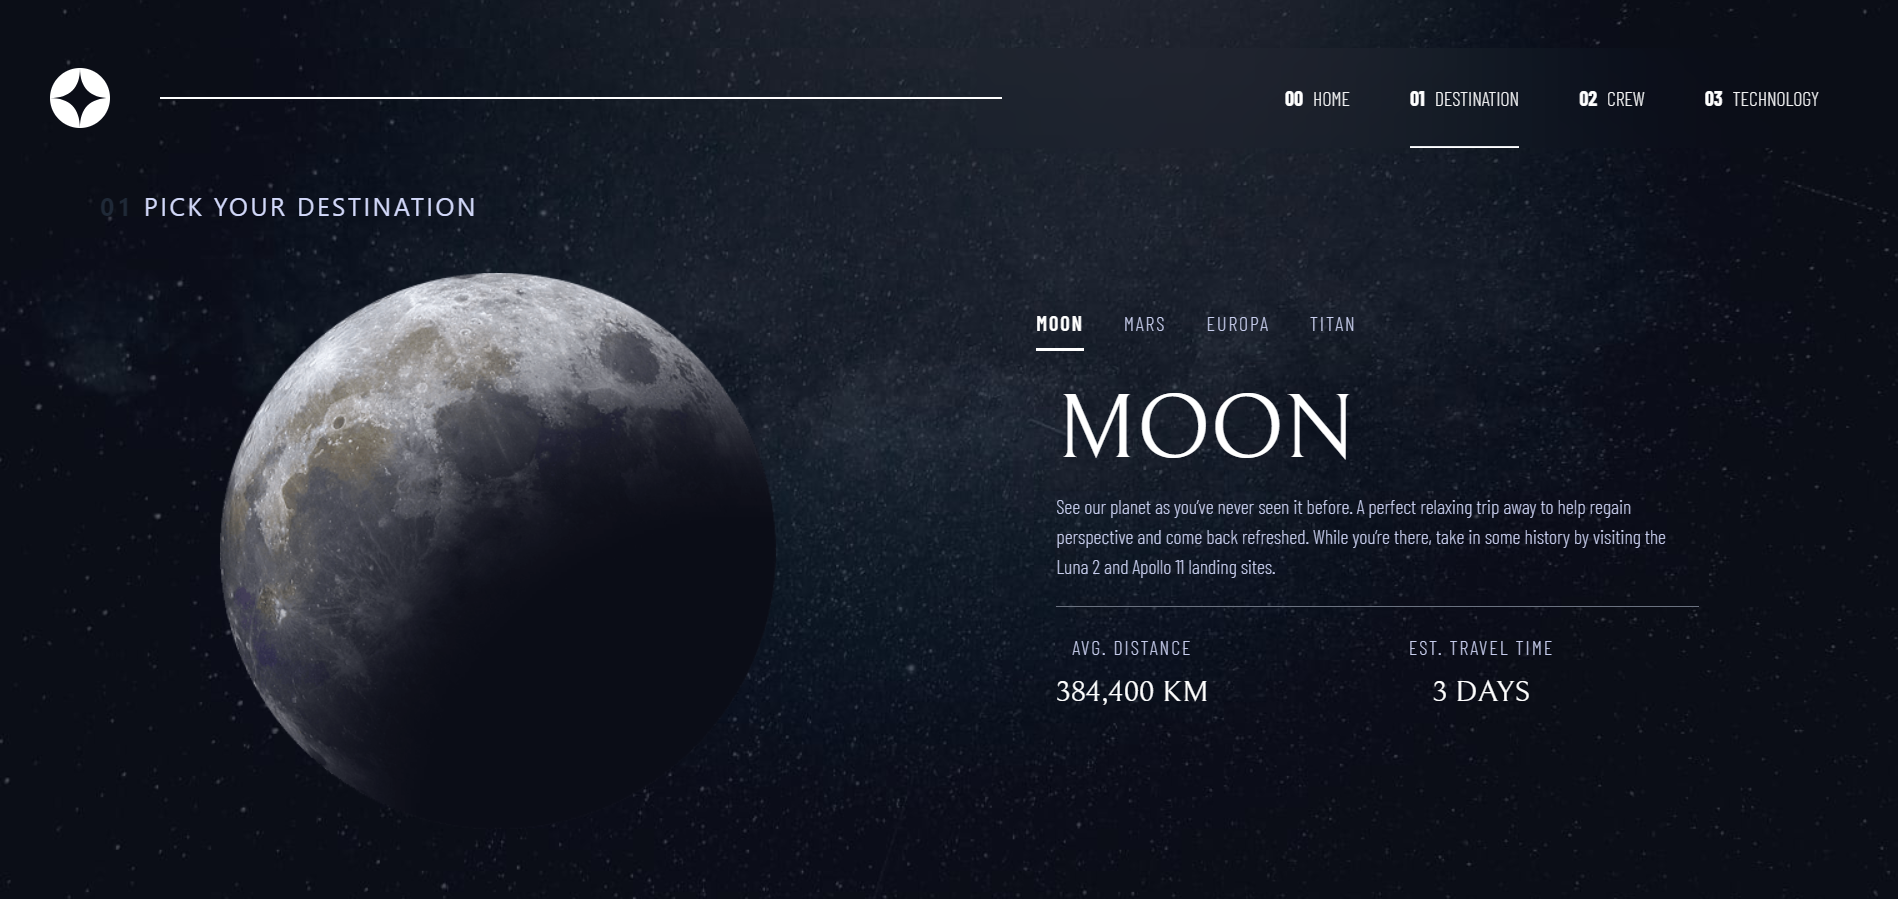 00 HOME 01 DESTINATION 02 CREW 03 TECHNOLOGY
01 PICK YOUR DESTINATION
MOON MARS EUROPA TITAN
MOON
See our planet as you’ve never seen it before. A perfect relaxing trip away to help regain
perspective and come back refreshed. While you’re there, take in some history by visiting the
Luna 2 and Apollo 11 landing sites.
AVG. DISTANCE EST. TRAVEL TIME
384,400 KM 3 DAYS